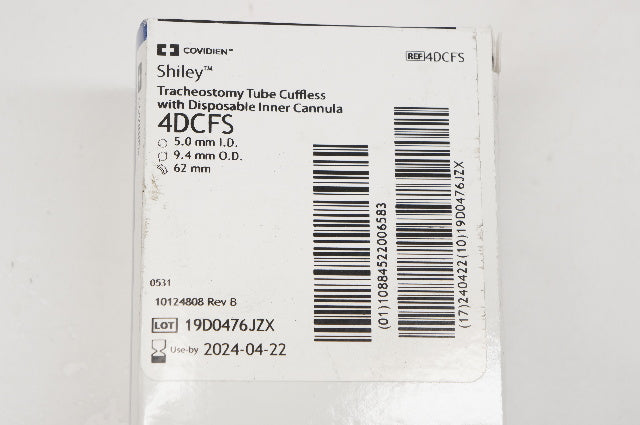 COVIDIEN™
REF 4DCFS
Shiley™
Tracheostomy Tube Cuffless
with Disposable Inner Cannula
4DCFS
5.0 mm I.D.
9.4 mm O.D.
62 mm
(01)10884522006583
(17)240422(10)19D0476JZX
0531
10124808 Rev B
LOT 19D0476JZX
Use-by 2024-04-22